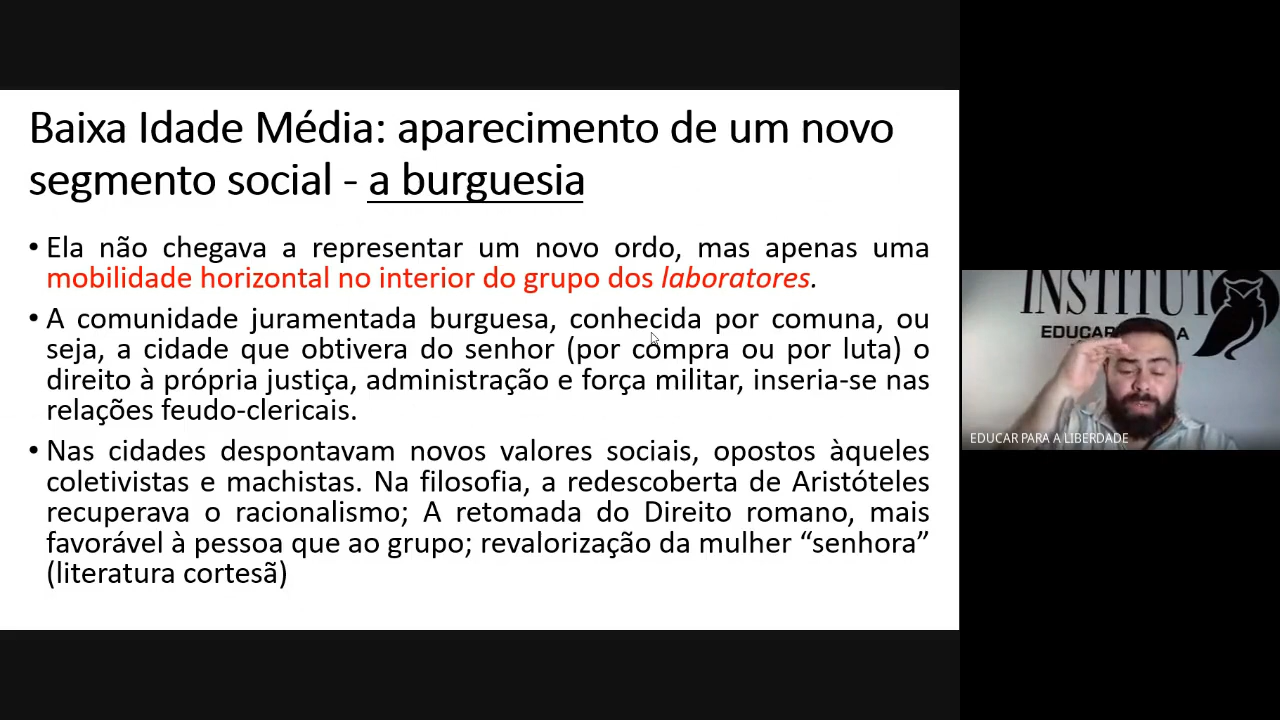 Baixa Idade Média: aparecimento de um novo
segmento social - a burguesia
• Ela não chegava a representar um novo ordo, mas apenas uma
mobilidade horizontal no interior do grupo dos laboratores.
• A comunidade juramentada burguesa, conhecida por comuna, ou
seja, a cidade que obtivera do senhor (por compra ou por luta) o
direito à própria justiça, administração e força militar, inseria-se nas
relações feudo-clericais.
• Nas cidades despontavam novos valores sociais, opostos àqueles
coletivistas e machistas. Na filosofia, a redescoberta de Aristóteles
recuperava o racionalismo; A retomada do Direito romano, mais
favorável à pessoa que ao grupo; revalorização da mulher “senhora”
(literatura cortesã)
INSTITUT
EDUCAR A
EDUCAR PARA A LIBERDADE